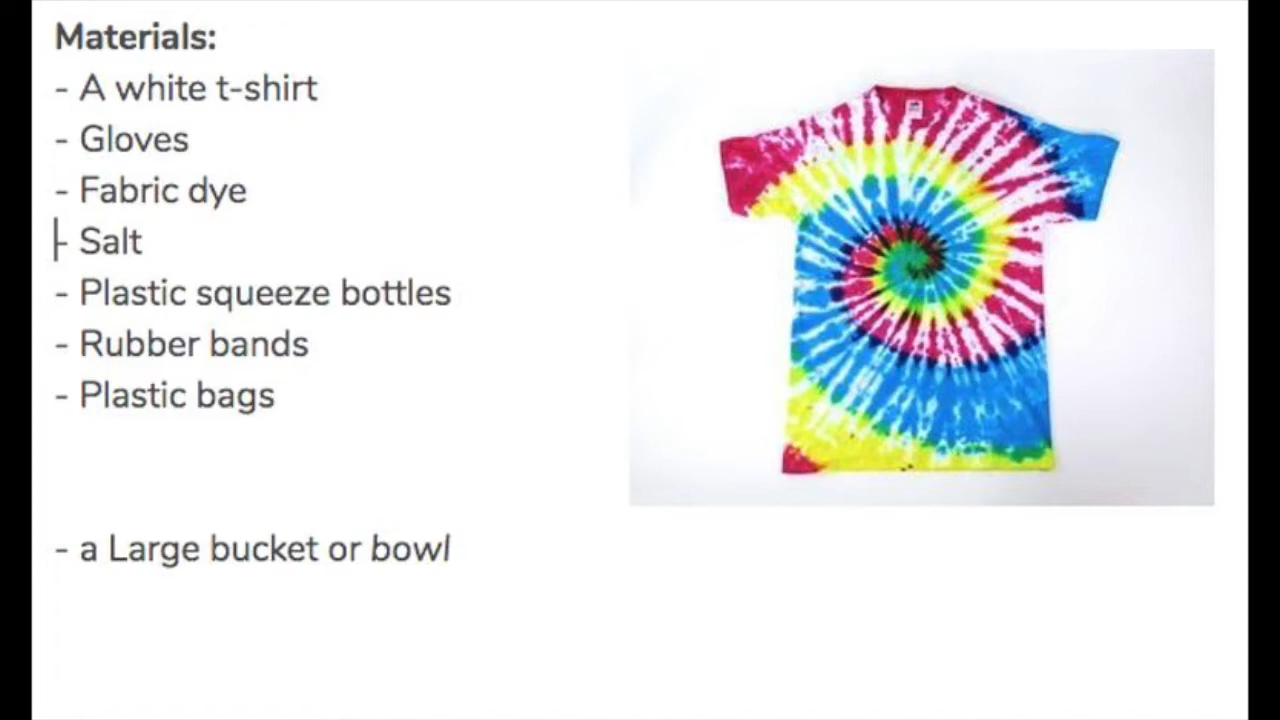 Materials:
- A white t-shirt
- Gloves
- Fabric dye
- Salt
- Plastic squeeze bottles
- Rubber bands
- Plastic bags
- a Large bucket or bowl